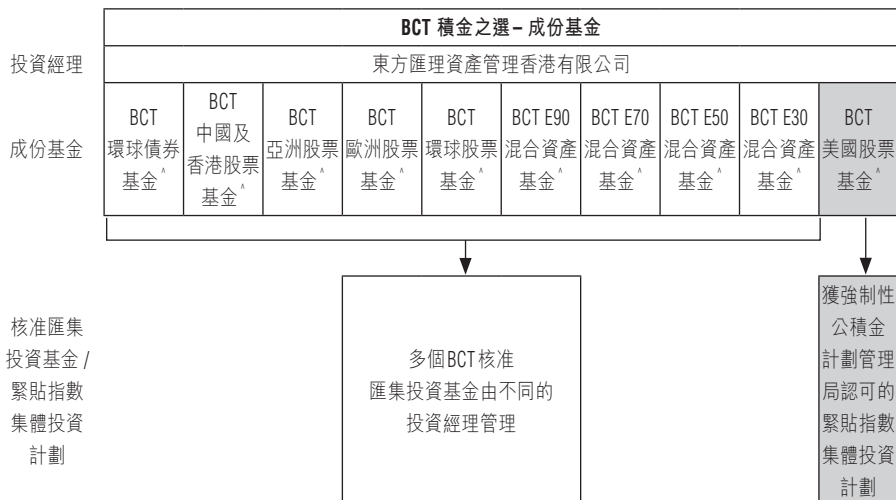 BCT 積金之選 – 成份基金
投資經理
東方匯理資產管理香港有限公司
成份基金
BCT
環球債券
基金^
BCT
中國及
香港股票
基金^
BCT
亞洲股票
基金^
BCT
歐洲股票
基金^
BCT
環球股票
基金^
BCT E90
混合資產
基金^
BCT E70
混合資產
基金^
BCT E50
混合資產
基金^
BCT E30
混合資產
基金^
BCT
美國股票
基金^
核准匯集
投資基金 /
緊貼指數
集體投資
計劃
多個BCT核准
匯集投資基金由不同的
投資經理管理
獲強制性
公積金
計劃管理
局認可的
緊貼指數
集體投資
計劃